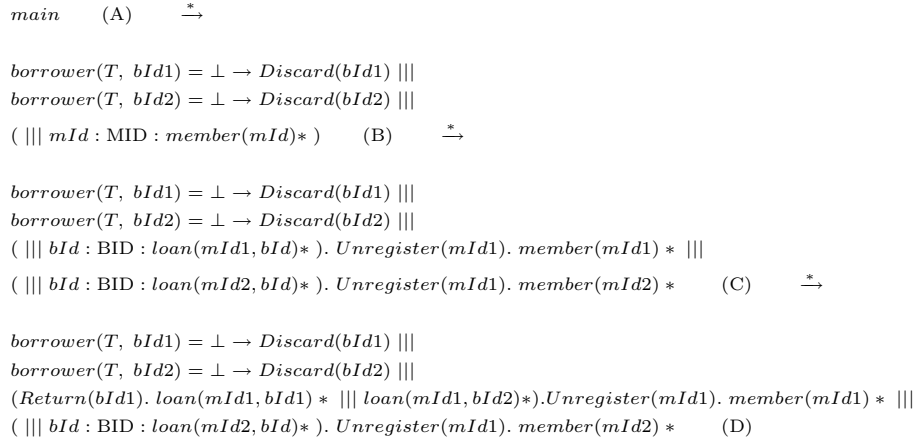 main (A) *→
borrower(T, bId1) = ⊥ → Discard(bId1) |||
borrower(T, bId2) = ⊥ → Discard(bId2) |||
( ||| mId : MID : member(mId)∗ ) (B) *→
borrower(T, bId1) = ⊥ → Discard(bId1) |||
borrower(T, bId2) = ⊥ → Discard(bId2) |||
( ||| bId : BID : loan(mId1, bId)∗ ). Unregister(mId1). member(mId1) ∗ |||
( ||| bId : BID : loan(mId2, bId)∗ ). Unregister(mId1). member(mId2) ∗ (C) *→
borrower(T, bId1) = ⊥ → Discard(bId1) |||
borrower(T, bId2) = ⊥ → Discard(bId2) |||
(Return(bId1). loan(mId1, bId1) ∗ ||| loan(mId1, bId2)∗).Unregister(mId1). member(mId1) ∗ |||
( ||| bId : BID : loan(mId2, bId)∗ ). Unregister(mId1). member(mId2) ∗ (D)